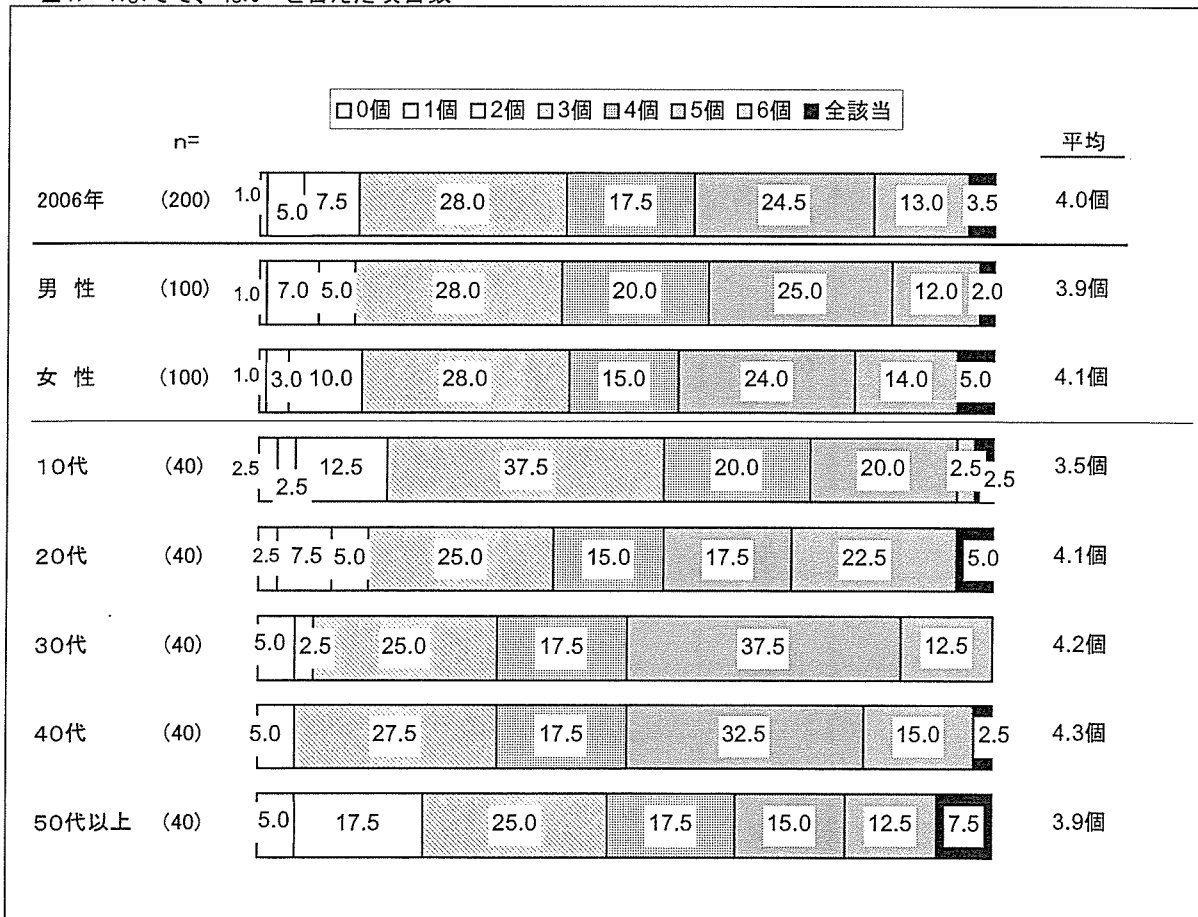 □0個 □1個 □2個 □3個 □4個 □5個 □6個 ■全該当
n= 平均
2006年 (200) 1.0 5.0 7.5 28.0 17.5 24.5 13.0 3.5 4.0個
男 性 (100) 1.0 7.0 5.0 28.0 20.0 25.0 12.0 2.0 3.9個
女 性 (100) 1.0 3.0 10.0 28.0 15.0 24.0 14.0 5.0 4.1個
10代 (40) 2.5 2.5 12.5 37.5 20.0 20.0 2.5 2.5 3.5個
20代 (40) 2.5 7.5 5.0 25.0 15.0 17.5 22.5 5.0 4.1個
30代 (40) 5.0 2.5 25.0 17.5 37.5 12.5 4.2個
40代 (40) 5.0 27.5 17.5 32.5 15.0 2.5 4.3個
50代以上 (40) 5.0 17.5 25.0 17.5 15.0 12.5 7.5 3.9個